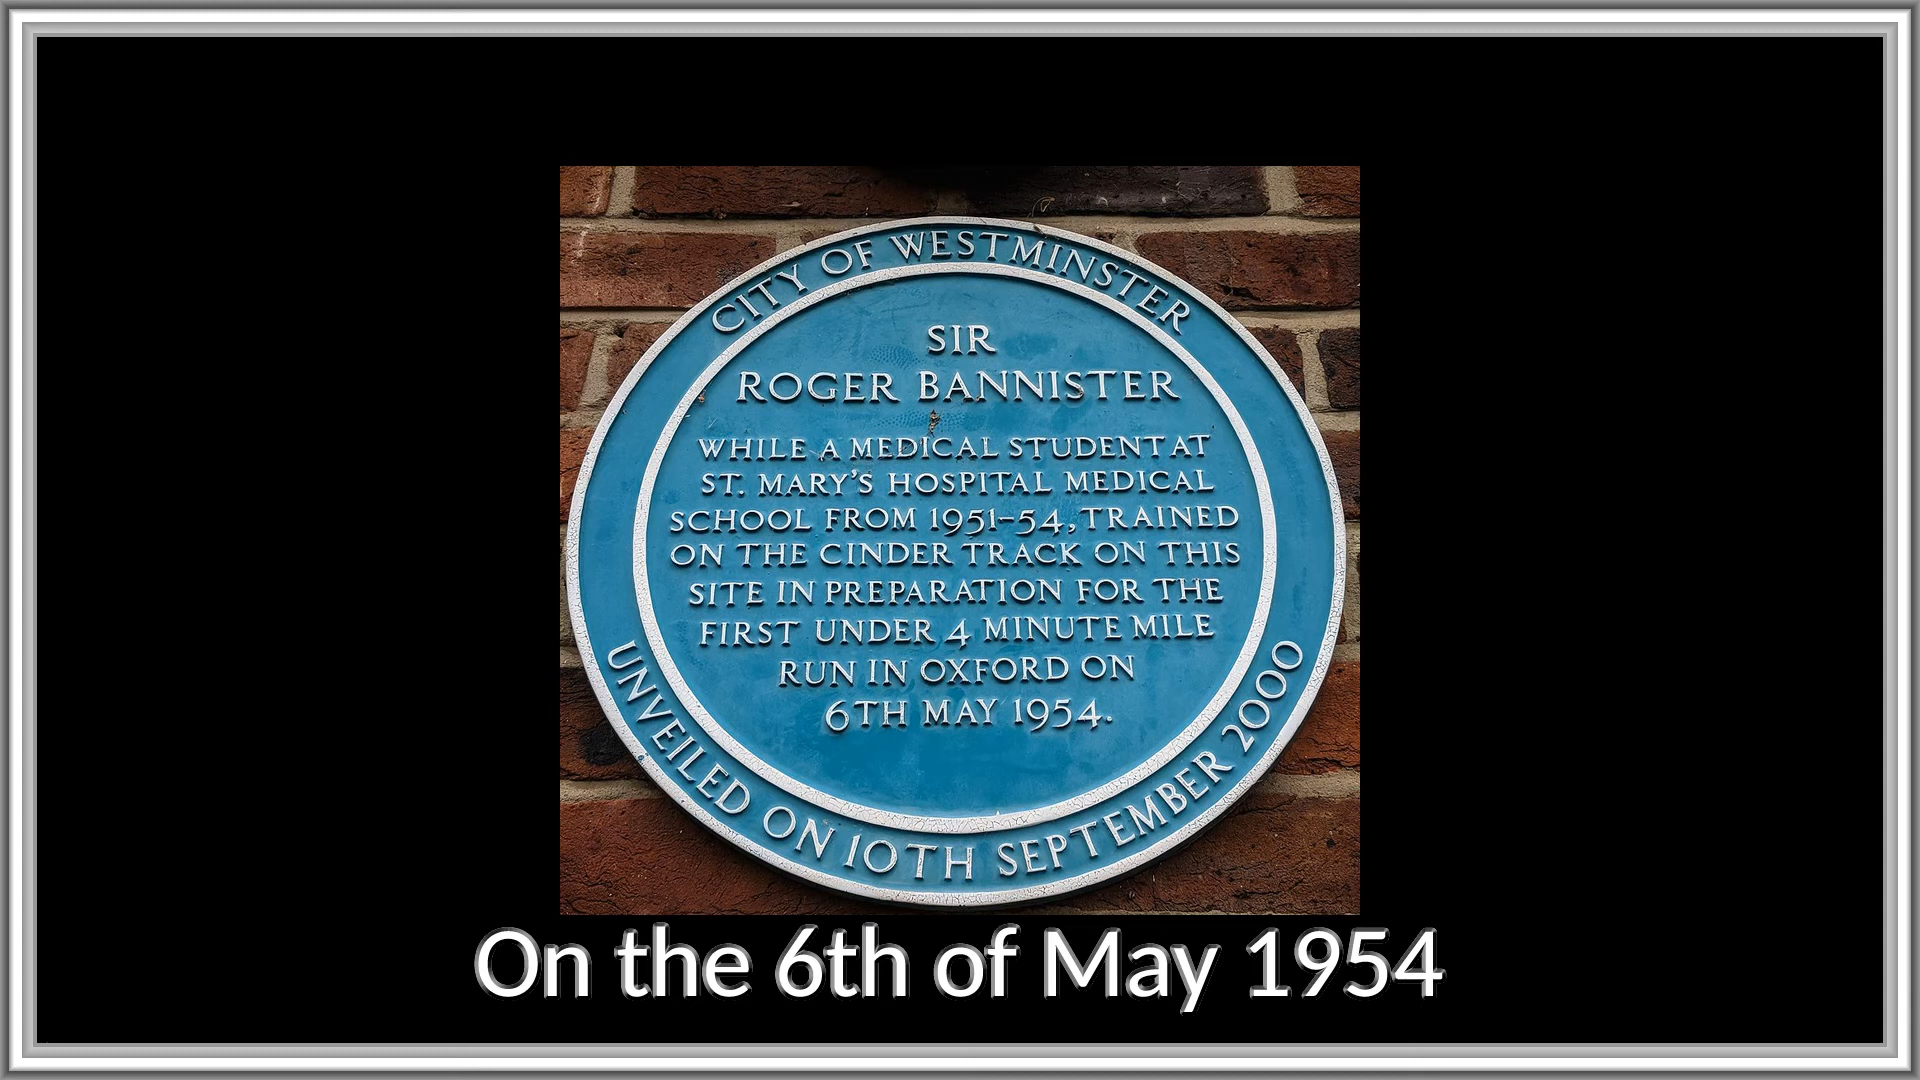 CITY OF WESTMINSTER
SIR
ROGER BANNISTER
WHILE A MEDICAL STUDENT AT
ST. MARY'S HOSPITAL MEDICAL
SCHOOL FROM 1951–54, TRAINED
ON THE CINDER TRACK ON THIS
SITE IN PREPARATION FOR THE
FIRST UNDER 4 MINUTE MILE
RUN IN OXFORD ON
6TH MAY 1954.
UNVEILED ON 10TH SEPTEMBER 2000
On the 6th of May 1954